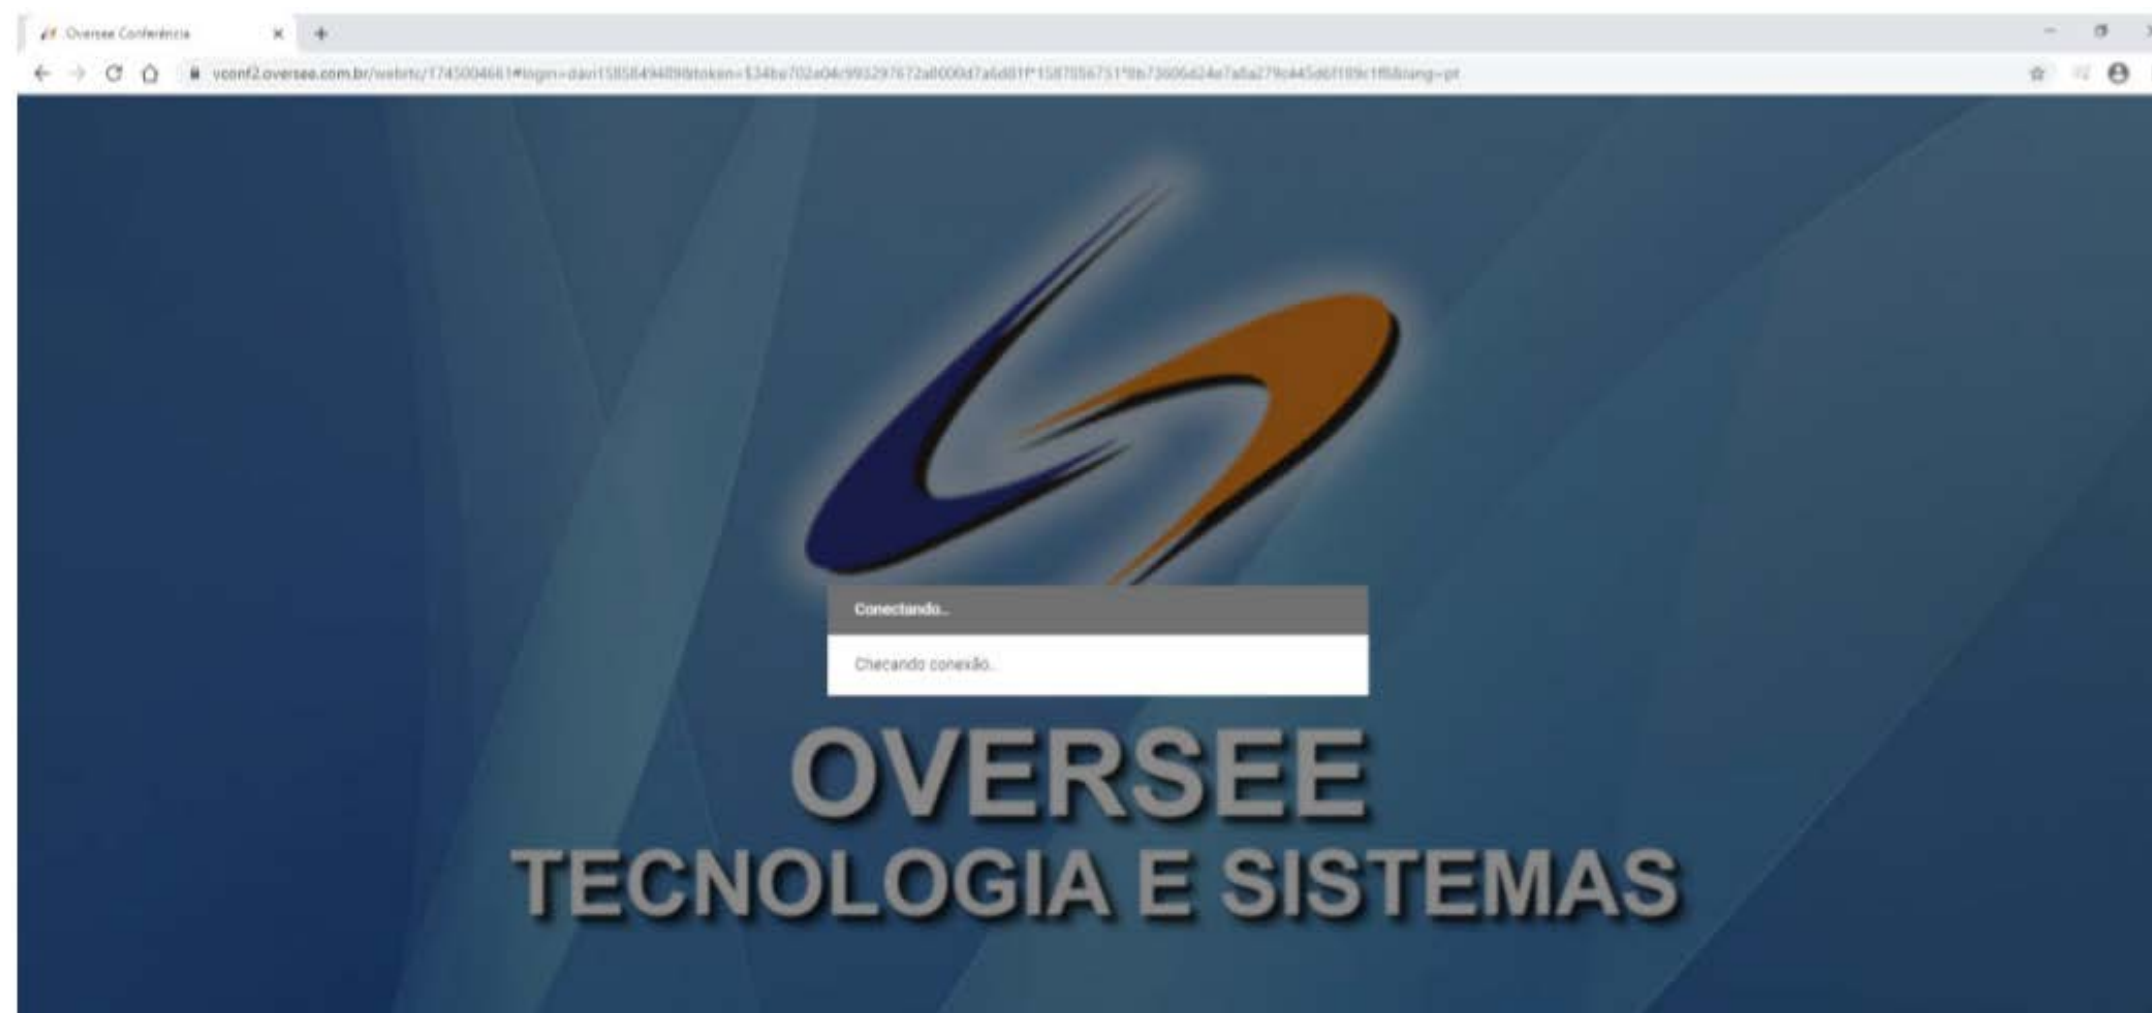 Oversee Conferência
Conectando...
Checando conexão...
OVERSEE
TECNOLOGIA E SISTEMAS